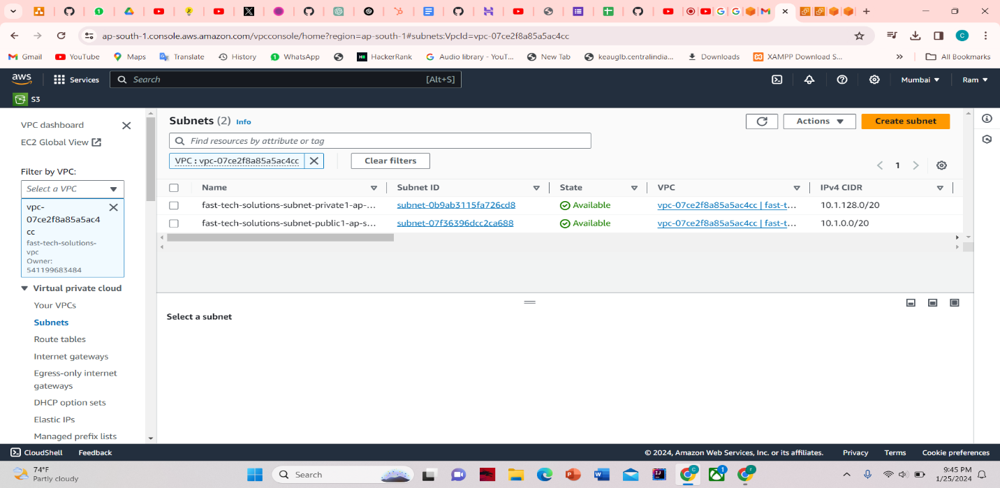 ap-south-1.console.aws.amazon.com/vpcconsole/home?region=ap-south-1#subnets:VpcId=vpc-07ce2f8a85a5ac4cc
Gmail YouTube Maps Translate History WhatsApp HackerRank Audio library - YouT... New Tab keauglb.centralindia... Downloads XAMPP Download S... » All Bookmarks
aws Services Search [Alt+S] Mumbai ▼ Ram ▼
S3
VPC dashboard
EC2 Global View
Filter by VPC:
Select a VPC
vpc-
07ce2f8a85a5ac4
cc
fast-tech-solutions-
vpc
Owner:
541199683484
Virtual private cloud
Your VPCs
Subnets
Route tables
Internet gateways
Egress-only internet
gateways
DHCP option sets
Elastic IPs
Managed prefix lists
Subnets (2) Info
Actions ▼ Create subnet
Find resources by attribute or tag
VPC : vpc-07ce2f8a85a5ac4cc Clear filters
1
Name Subnet ID State VPC IPv4 CIDR
fast-tech-solutions-subnet-private1-ap-... subnet-0b9ab3115fa726cd8 Available vpc-07ce2f8a85a5ac4cc | fast-t... 10.1.128.0/20
fast-tech-solutions-subnet-public1-ap-s... subnet-07f36396dcc2ca688 Available vpc-07ce2f8a85a5ac4cc | fast-t... 10.1.0.0/20
Select a subnet
CloudShell Feedback © 2024, Amazon Web Services, Inc. or its affiliates. Privacy Terms Cookie preferences
74°F
Partly cloudy
Search
9:45 PM
1/25/2024